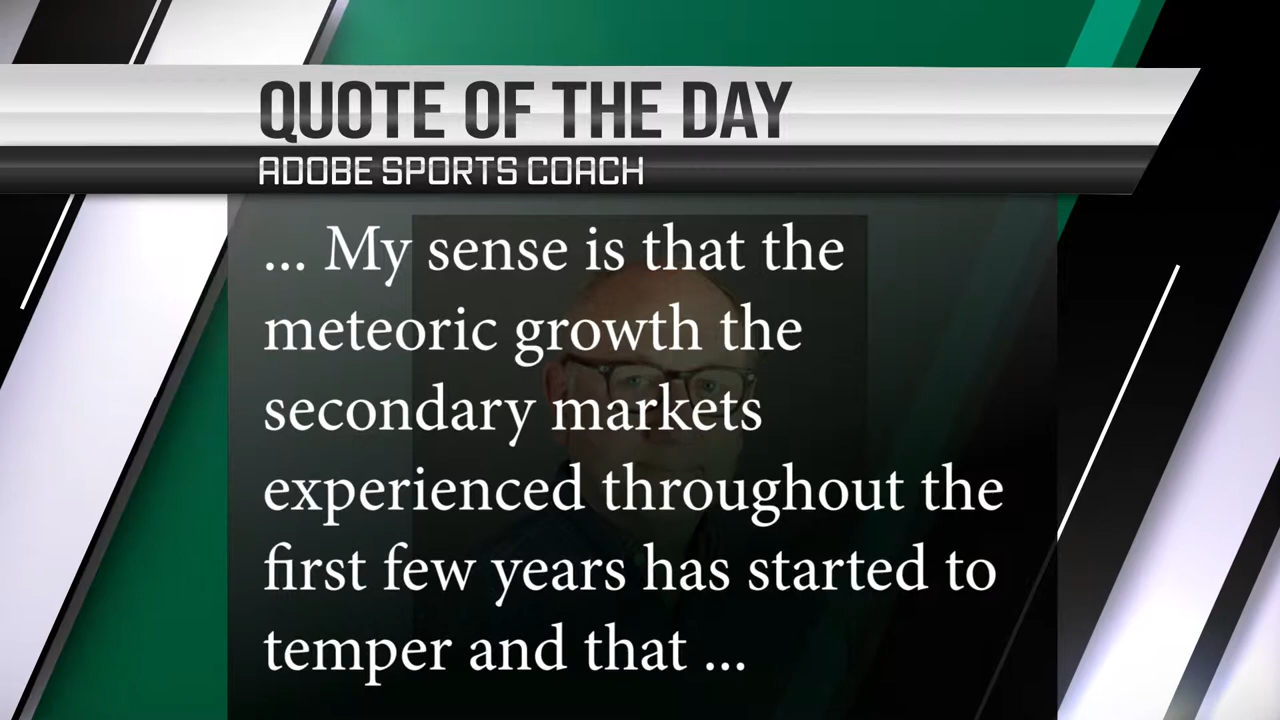 QUOTE OF THE DAY
ADOBE SPORTS COACH
... My sense is that the
meteoric growth the
secondary markets
experienced throughout the
first few years has started to
temper and that ...